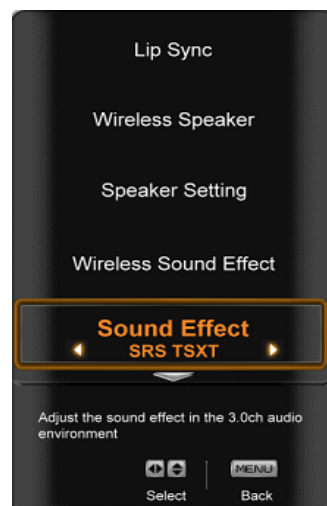 Lip Sync
Wireless Speaker
Speaker Setting
Wireless Sound Effect
Sound Effect
SRS TSXT
Adjust the sound effect in the 3.0ch audio
environment
MENU
Select Back